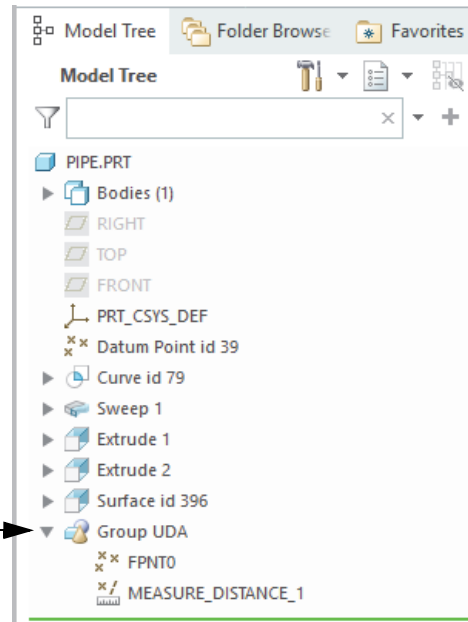 Model Tree Folder Browse Favorites
Model Tree
PIPE.PRT
Bodies (1)
RIGHT
TOP
FRONT
PRT_CSYS_DEF
Datum Point id 39
Curve id 79
Sweep 1
Extrude 1
Extrude 2
Surface id 396
Group UDA
FPNT0
MEASURE_DISTANCE_1